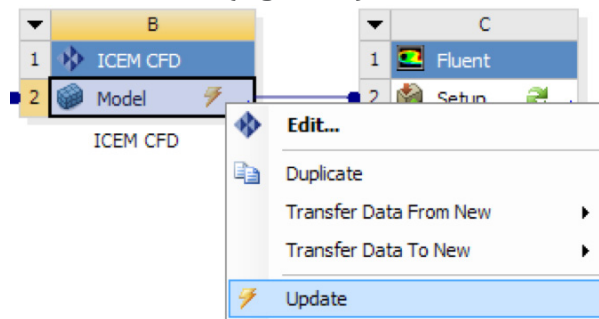 B
C
1 ICEM CFD
1 Fluent
2 Model
2 Setup
ICEM CFD
Edit...
Duplicate
Transfer Data From New
Transfer Data To New
Update